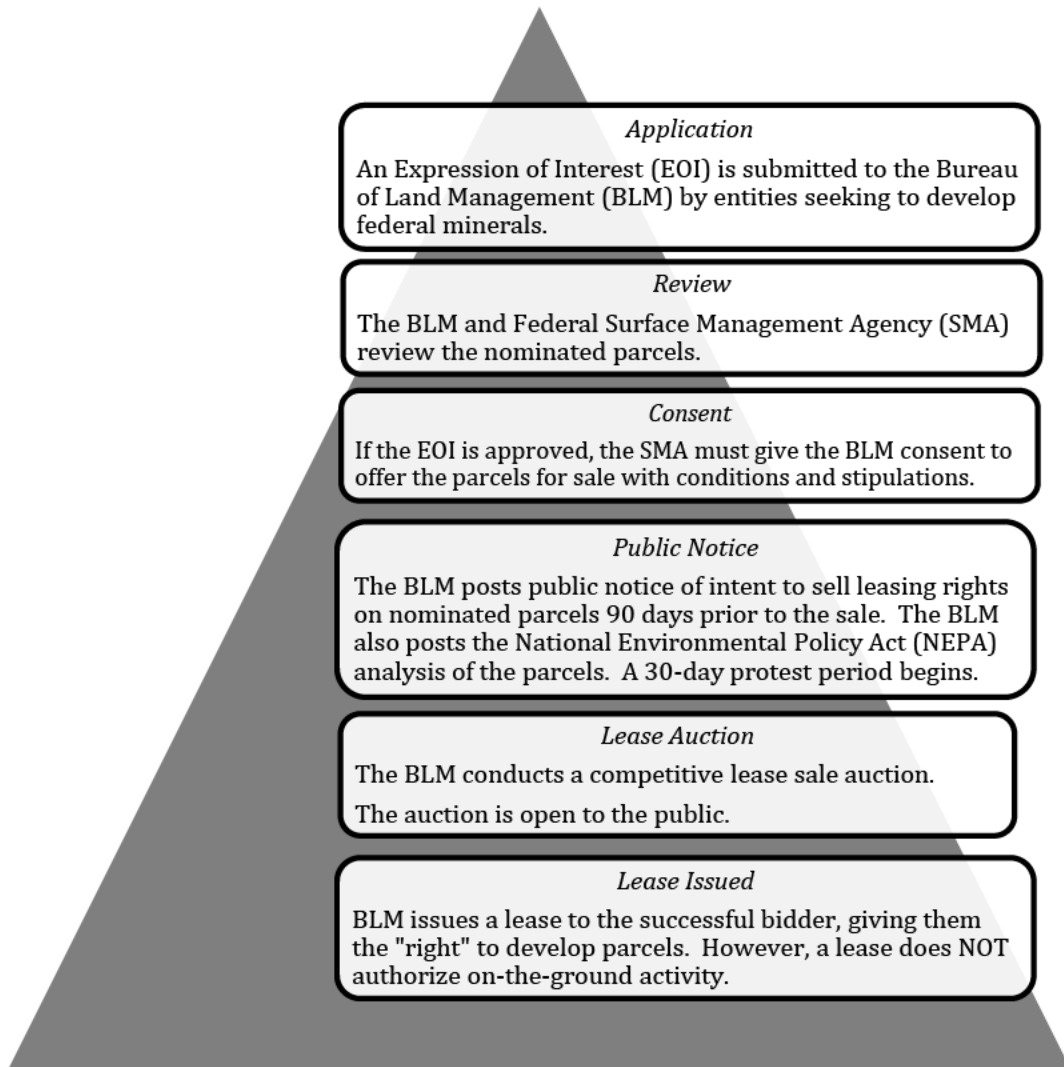 Application
An Expression of Interest (EOI) is submitted to the Bureau
of Land Management (BLM) by entities seeking to develop
federal minerals.
Review
The BLM and Federal Surface Management Agency (SMA)
review the nominated parcels.
Consent
If the EOI is approved, the SMA must give the BLM consent to
offer the parcels for sale with conditions and stipulations.
Public Notice
The BLM posts public notice of intent to sell leasing rights
on nominated parcels 90 days prior to the sale.  The BLM
also posts the National Environmental Policy Act (NEPA)
analysis of the parcels.  A 30-day protest period begins.
Lease Auction
The BLM conducts a competitive lease sale auction.
The auction is open to the public.
Lease Issued
BLM issues a lease to the successful bidder, giving them
the "right" to develop parcels.  However, a lease does NOT
authorize on-the-ground activity.